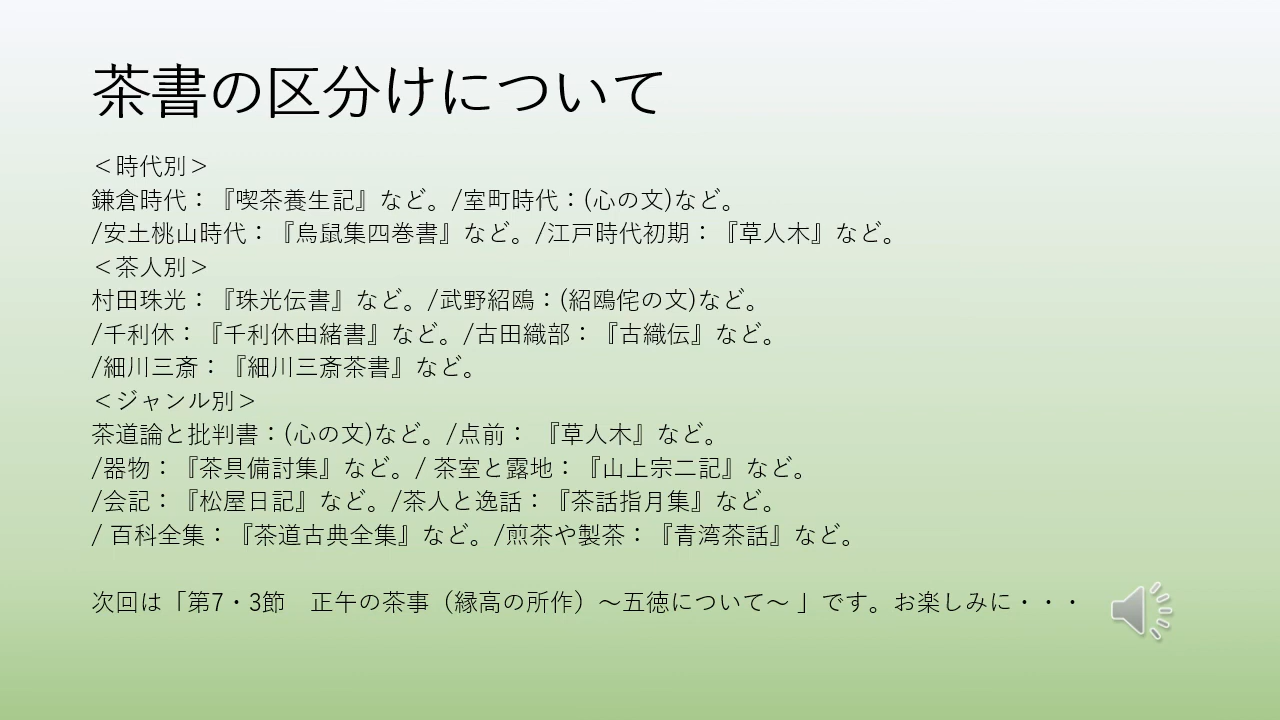 茶書の区分けについて
＜時代別＞
鎌倉時代：『喫茶養生記』など。/室町時代：(心の文)など。
/安土桃山時代：『烏鼠集四巻書』など。/江戸時代初期：『草人木』など。
＜茶人別＞
村田珠光：『珠光伝書』など。/武野紹鴎：(紹鴎侘の文)など。
/千利休：『千利休由緒書』など。/古田織部：『古織伝』など。
/細川三斎：『細川三斎茶書』など。
＜ジャンル別＞
茶道論と批判書：(心の文)など。/点前： 『草人木』など。
/器物：『茶具備討集』など。/ 茶室と露地：『山上宗二記』など。
/会記：『松屋日記』など。/茶人と逸話：『茶話指月集』など。
/ 百科全集：『茶道古典全集』など。/煎茶や製茶：『青湾茶話』など。
次回は「第7・3節　正午の茶事（縁高の所作）～五徳について～ 」です。お楽しみに・・・